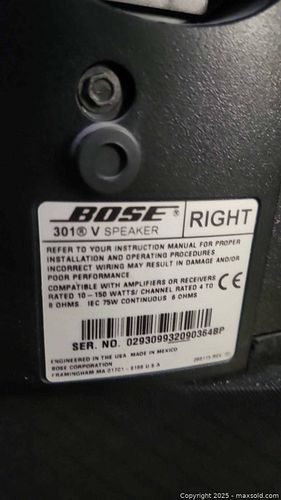 BOSE®
301® V SPEAKER
RIGHT
REFER TO YOUR INSTRUCTION MANUAL FOR PROPER
INSTALLATION AND OPERATING PROCEDURES
INCORRECT WIRING MAY RESULT IN DAMAGE AND/OR
POOR PERFORMANCE.
COMPATIBLE WITH AMPLIFIERS OR RECEIVERS
RATED 10 - 150 WATTS/ CHANNEL RATED 4 TO
8 OHMS IEC 75W CONTINUOUS 8 OHMS
CE
SER. NO. 029309932090364BP
ENGINEERED IN THE USA MADE IN MEXICO
BOSE CORPORATION
FRAMINGHAM MA 01701 - 9168 U S A
© Copyright 2025 - maxsold.com